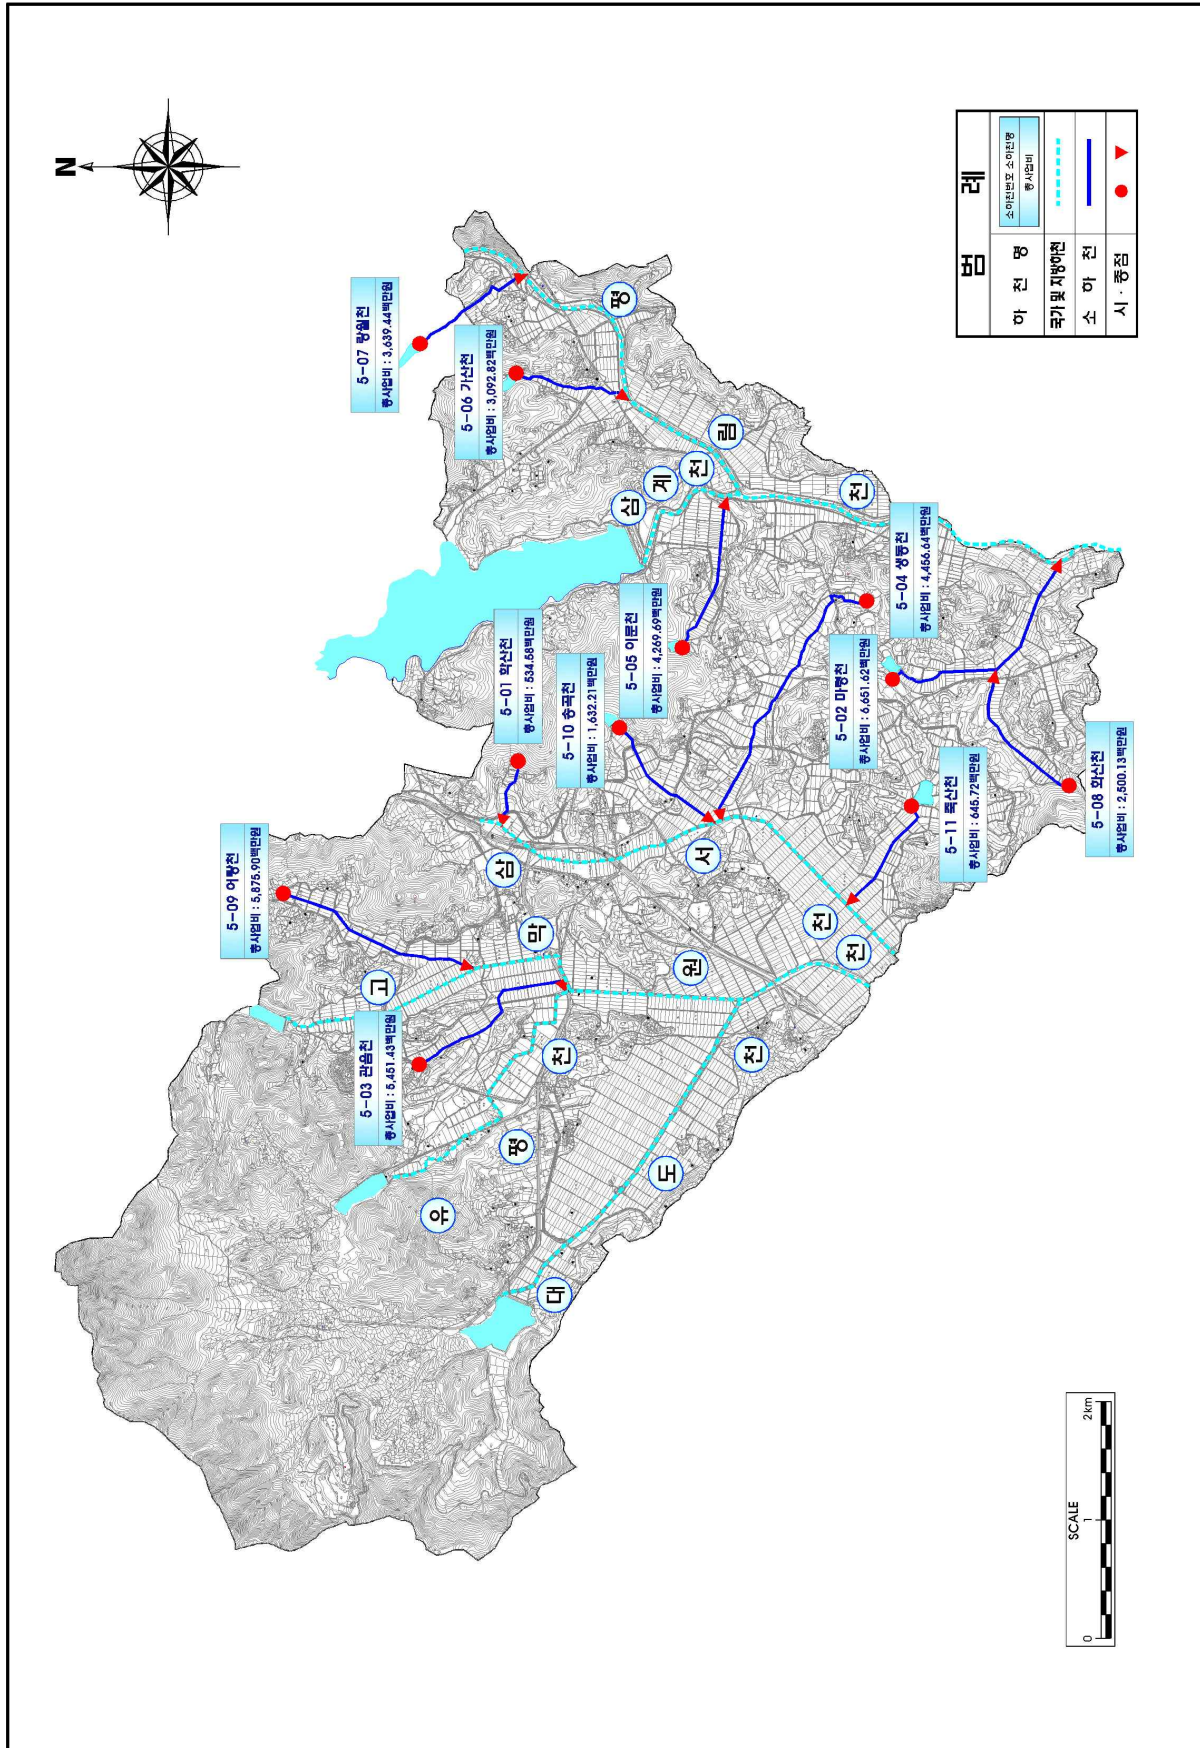 N
범 례
하 천 명
소하천번호 소하천명
총사업비
국가 및 지방하천
소 하 천
시 · 종점
5-07 랑월천
총사업비 : 3,639.44백만원
5-06 가산천
총사업비 : 3,092.82백만원
5-01 학산천
총사업비 : 534.58백만원
5-10 송곡천
총사업비 : 1,632.21백만원
5-05 이문천
총사업비 : 4,269.69백만원
5-04 생동천
총사업비 : 4,456.64백만원
5-02 마령천
총사업비 : 6,651.62백만원
5-11 죽산천
총사업비 : 645.72백만원
5-08 화산천
총사업비 : 2,500.13백만원
5-09 이랑천
총사업비 : 5,875.90백만원
5-03 관음천
총사업비 : 5,451.43백만원
평 림 천
삼 계 천
삼 서 천
고 막 원 천
유 평 천
대 도 천
SCALE
0 1 2km